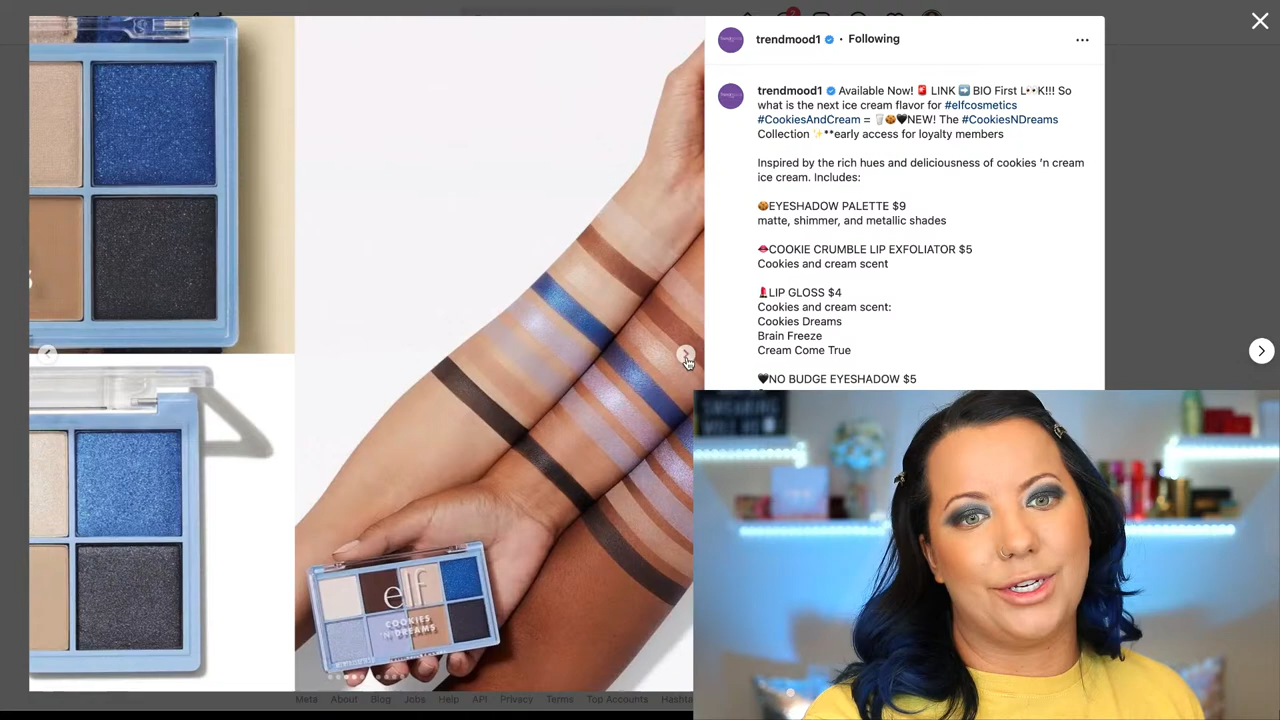 trendmood1 • Following
trendmood1 Available Now! 🚨 LINK ➡️ BIO First L👀K!!! So
what is the next ice cream flavor for #elfcosmetics
#CookiesAndCream = 🥛🍪🖤NEW! The #CookiesNDreams
Collection ✨**early access for loyalty members
Inspired by the rich hues and deliciousness of cookies ’n cream
ice cream. Includes:
🍪EYESHADOW PALETTE $9
matte, shimmer, and metallic shades
👄COOKIE CRUMBLE LIP EXFOLIATOR $5
Cookies and cream scent
💄LIP GLOSS $4
Cookies and cream scent:
Cookies Dreams
Brain Freeze
Cream Come True
🖤NO BUDGE EYESHADOW $5
elf
COOKIES
'N' DREAMS
Meta About Blog Jobs Help API Privacy Terms Top Accounts Hashta